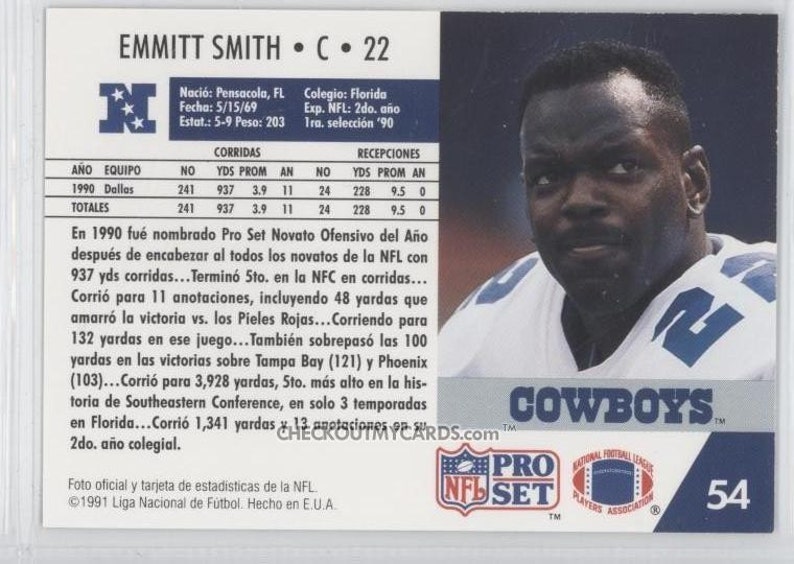 EMMITT SMITH • C • 22
Nació: Pensacola, FL Colegio: Florida
Fecha: 5/15/69 Exp. NFL: 2do. año
Estat.: 5-9 Peso: 203 1ra. selección '90
CORRIDAS RECEPCIONES
AÑO EQUIPO NO YDS PROM AN NO YDS PROM AN
1990 Dallas 241 937 3.9 11 24 228 9.5 0
TOTALES 241 937 3.9 11 24 228 9.5 0
En 1990 fué nombrado Pro Set Novato Ofensivo del Año
después de encabezar al todos los novatos de la NFL con
937 yds corridas...Terminó 5to. en la NFC en corridas...
Corrió para 11 anotaciones, incluyendo 48 yardas que
amarró la victoria vs. los Pieles Rojas...Corriendo para
132 yardas en ese juego...También sobrepasó las 100
yardas en las victorias sobre Tampa Bay (121) y Phoenix
(103)...Corrió para 3,928 yardas, 5to. más alto en la his-
toria de Southeastern Conference, en solo 3 temporadas
en Florida...Corrió 1,341 yardas y 13 anotaciones en su
2do. año colegial.
CHECKOUTMYCARDS.com
Foto oficial y tarjeta de estadisticas de la NFL.
©1991 Liga Nacional de Fútbol. Hecho en E.U.A.
22
COWBOYS
TM TM
NFL PRO SET TM
NATIONAL FOOTBALL LEAGUE PLAYERS ASSOCIATION ®
54